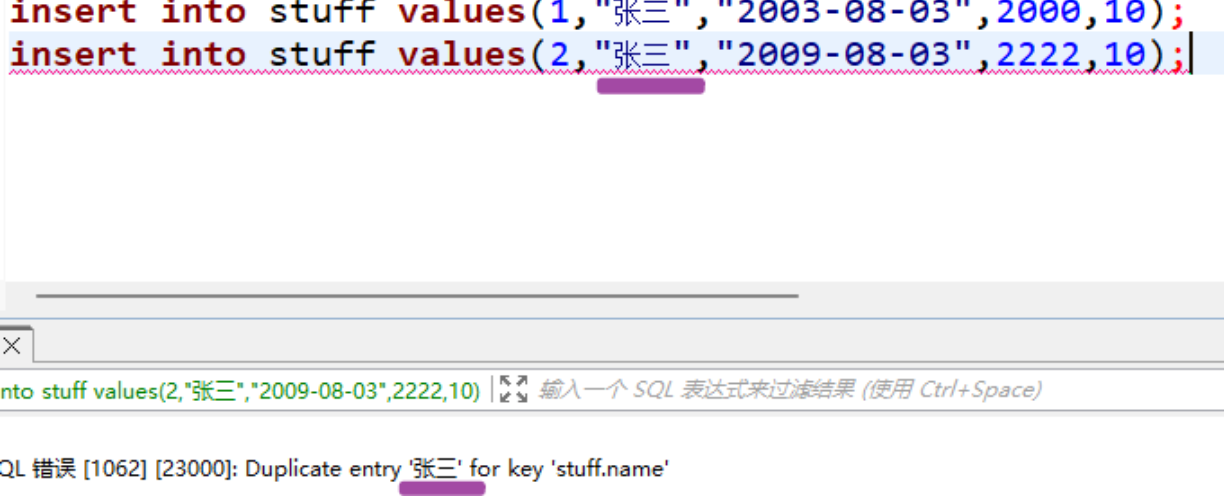 insert into stuff values(1,"张三","2003-08-03",2000,10);
insert into stuff values(2,"张三","2009-08-03",2222,10);
nto stuff values(2,"张三","2009-08-03",2222,10) 输入一个 SQL 表达式来过滤结果 (使用 Ctrl+Space)
QL 错误 [1062] [23000]: Duplicate entry '张三' for key 'stuff.name'